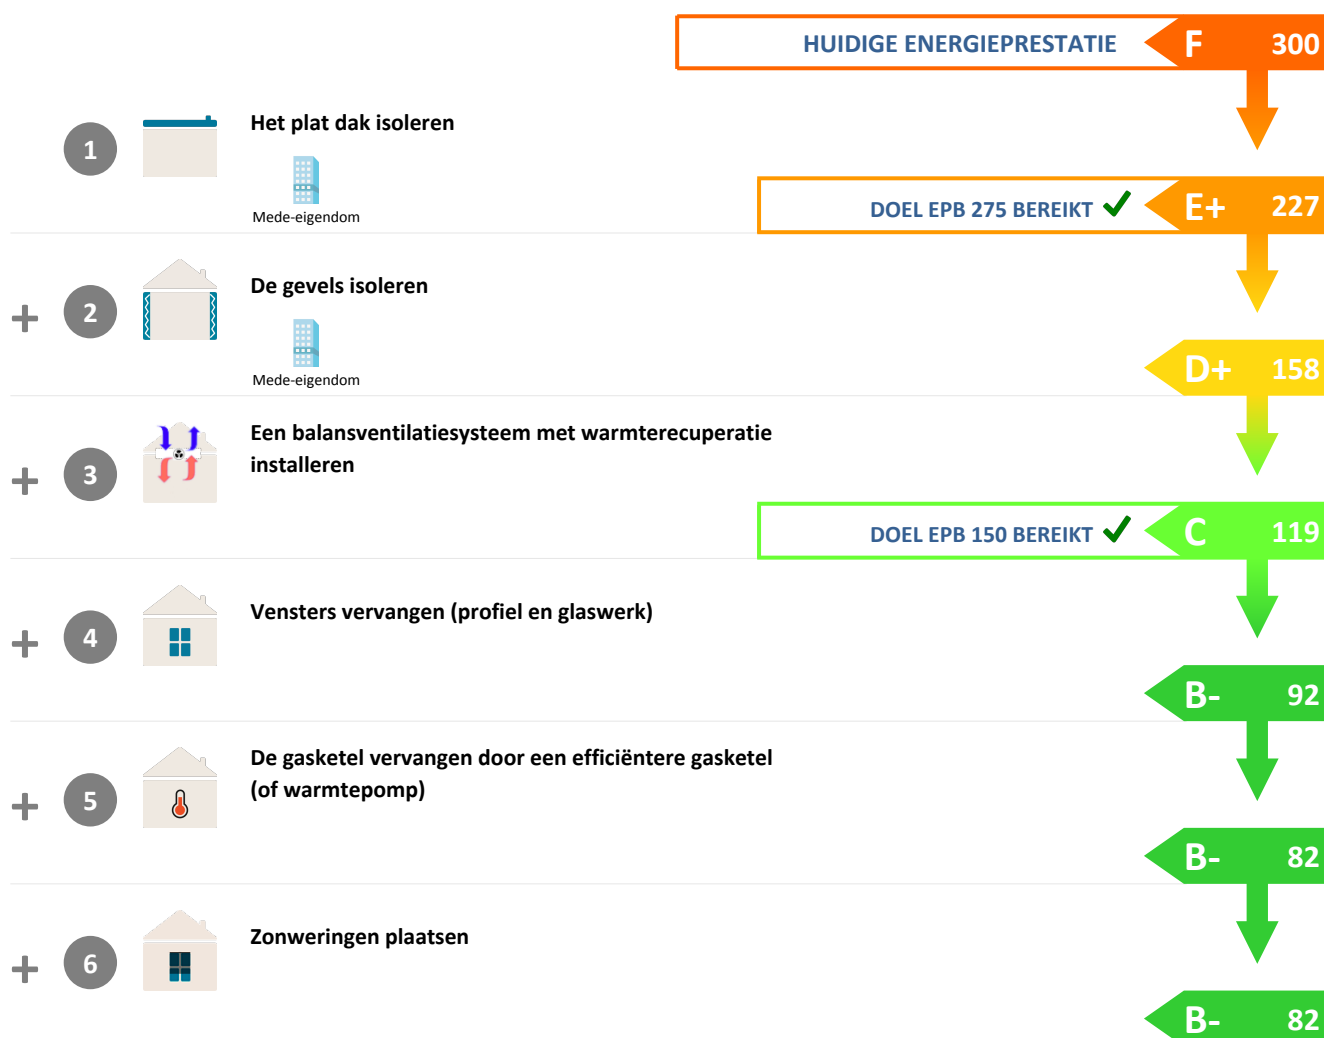 HUIDIGE ENERGIEPRESTATIE F 300
1 Het plat dak isoleren
Mede-eigendom
DOEL EPB 275 BEREIKT E+ 227
+ 2 De gevels isoleren
Mede-eigendom
D+ 158
+ 3 Een balansventilatiesysteem met warmterecuperatie
installeren
DOEL EPB 150 BEREIKT C 119
+ 4 Vensters vervangen (profiel en glaswerk)
B- 92
+ 5 De gasketel vervangen door een efficiëntere gasketel
(of warmtepomp)
B- 82
+ 6 Zonweringen plaatsen
B- 82